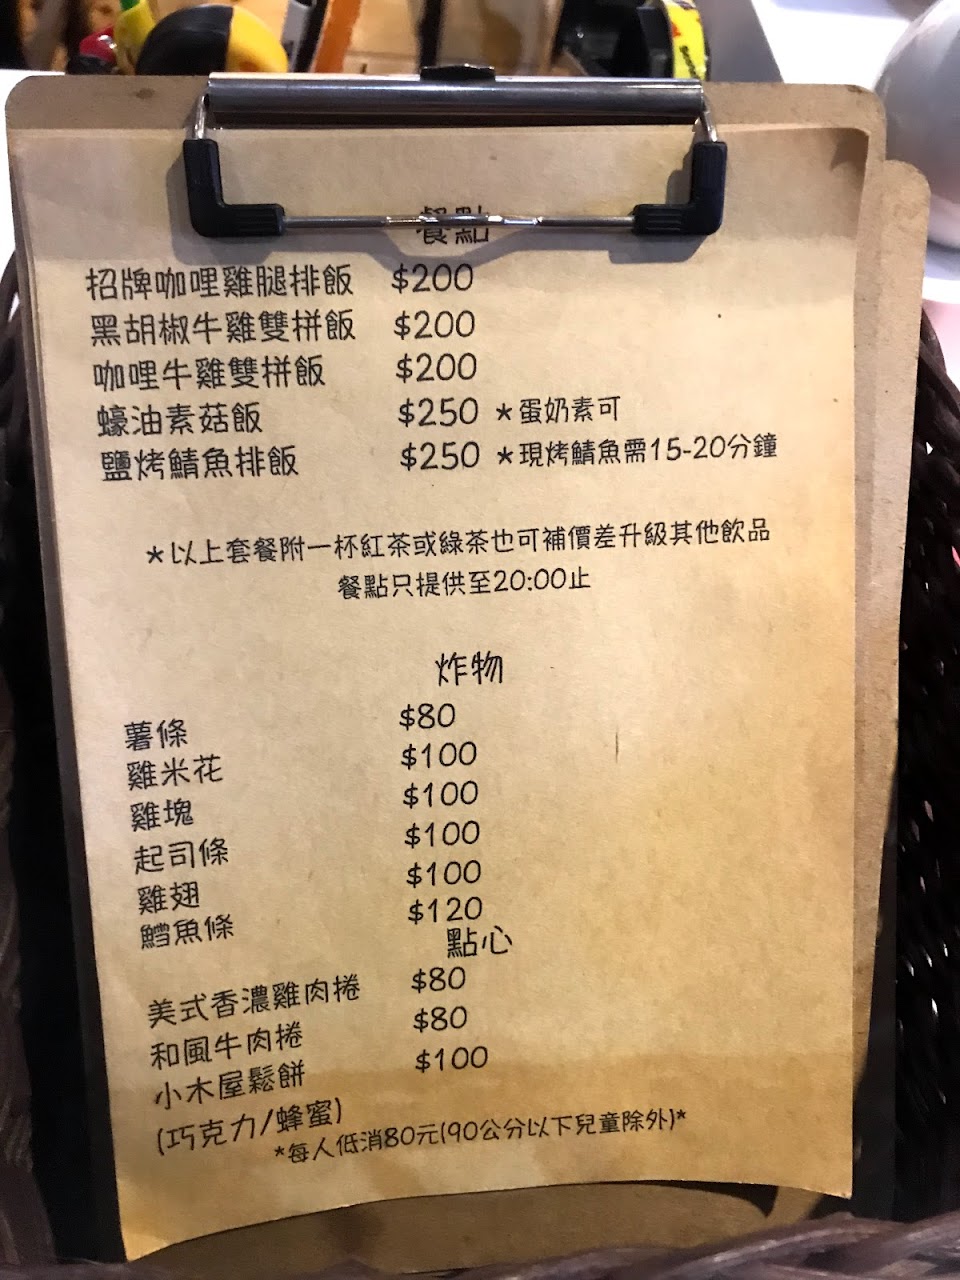 餐點
招牌咖哩雞腿排飯 $200
黑胡椒牛雞雙拼飯 $200
咖哩牛雞雙拼飯 $200
蠔油素菇飯 $250 *蛋奶素可
鹽烤鯖魚排飯 $250 *現烤鯖魚需15-20分鐘
*以上套餐附一杯紅茶或綠茶也可補價差升級其他飲品
餐點只提供至20:00止
炸物
薯條 $80
雞米花 $100
雞塊 $100
起司條 $100
雞翅 $100
鱈魚條 $120
點心
美式香濃雞肉捲 $80
和風牛肉捲 $80
小木屋鬆餅 $100
(巧克力/蜂蜜)
*每人低消80元(90公分以下兒童除外)*